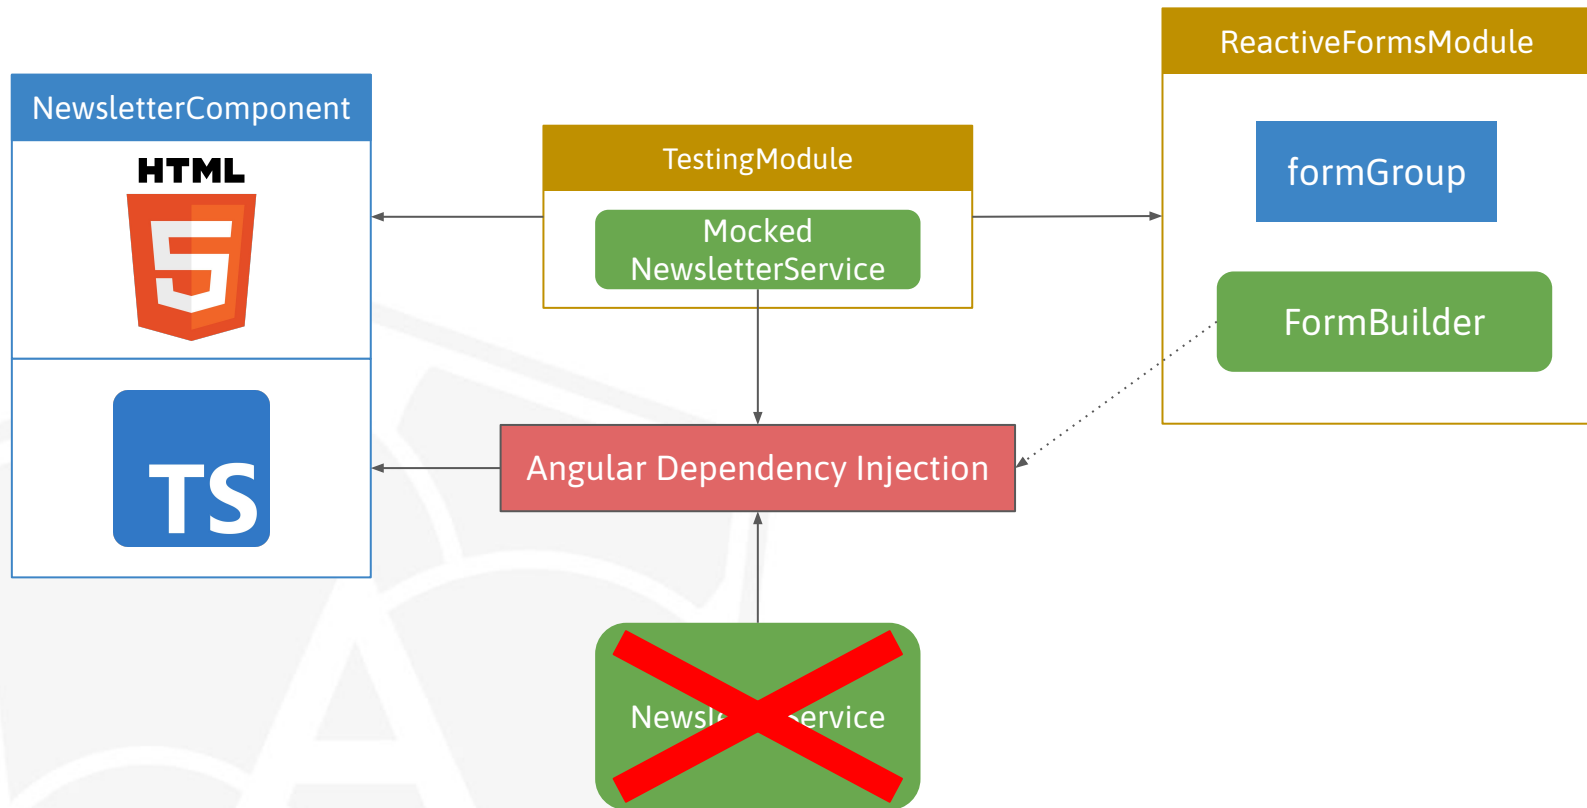 ReactiveFormsModule
NewsletterComponent
HTML
TestingModule
formGroup
Mocked
NewsletterService
FormBuilder
Angular Dependency Injection
TS